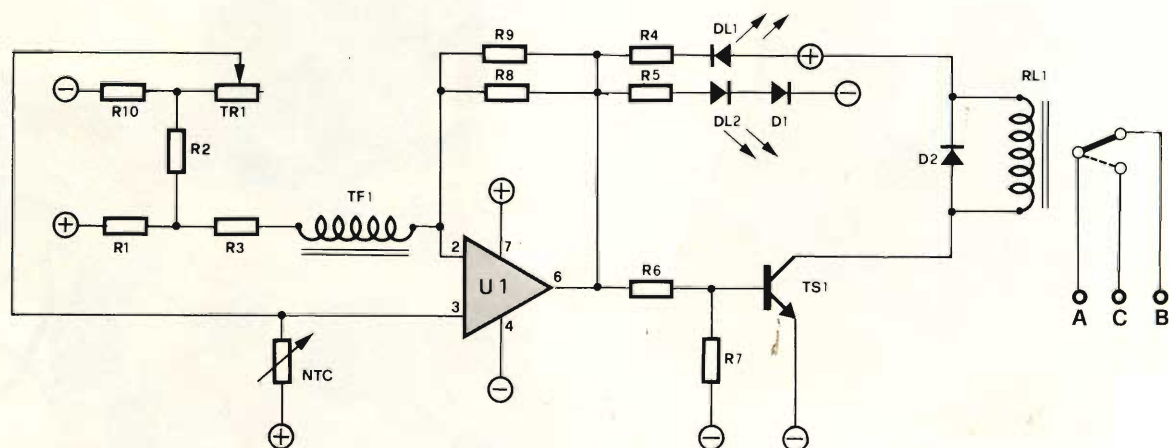 R9
R4
DL1
R8
R5
DL2
D1
+
-
RL1
-
R10
TR1
R2
D2
+
R1
R3
TF1
+
2
7
U1
6
3
4
-
R6
TS1
R7
-
-
NTC
+
A
C
B